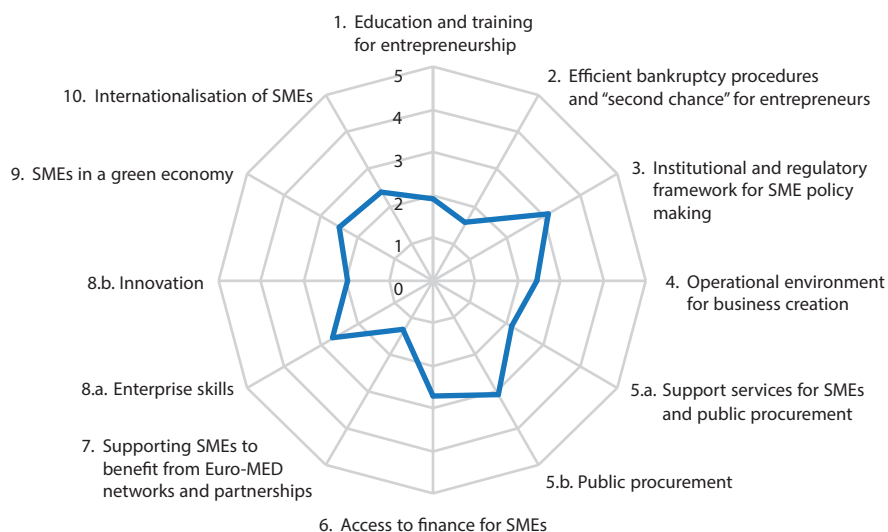 1. Education and training
for entrepreneurship
2. Efficient bankruptcy procedures
and “second chance” for entrepreneurs
3. Institutional and regulatory
framework for SME policy
making
4. Operational environment
for business creation
5.a. Support services for SMEs
and public procurement
5.b. Public procurement
6. Access to finance for SMEs
7. Supporting SMEs to
benefit from Euro-MED
networks and partnerships
8.a. Enterprise skills
8.b. Innovation
9. SMEs in a green economy
10. Internationalisation of SMEs
5
4
3
2
1
0